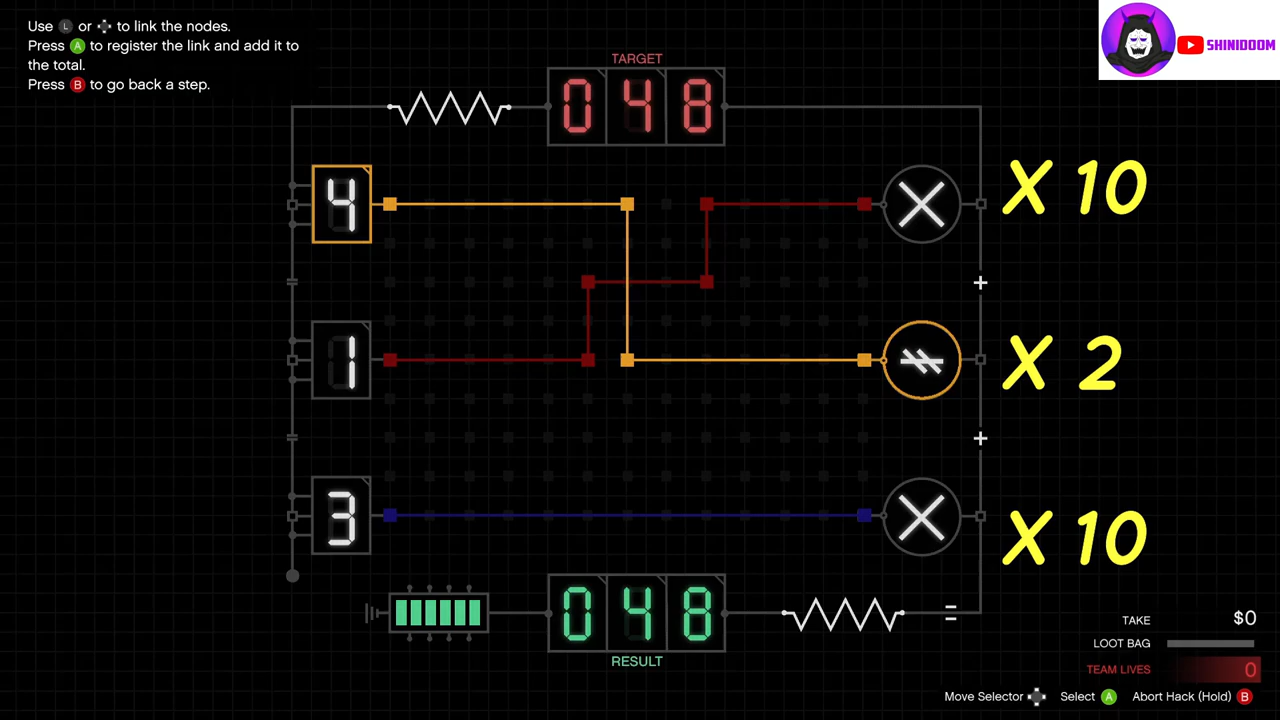 Use L or to link the nodes.
Press A to register the link and add it to
the total.
Press B to go back a step.
SHINIDOOM
TARGET
048
4
X 10
+
1
X 2
+
3
X 10
048
=
RESULT
TAKE $0
LOOT BAG
TEAM LIVES 0
Move Selector Select A Abort Hack (Hold) B